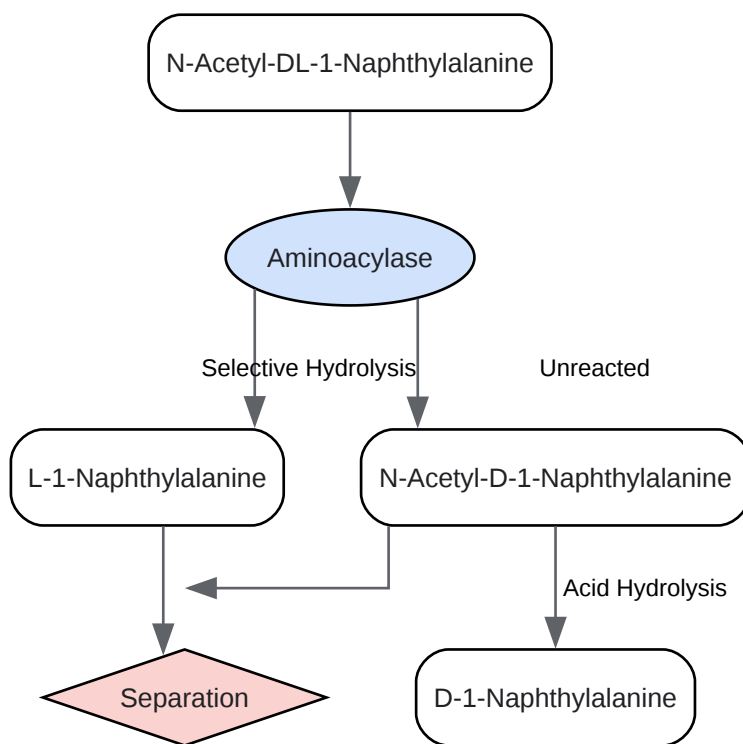 N-Acetyl-DL-1-Naphthylalanine
Aminoacylase
Selective Hydrolysis
Unreacted
L-1-Naphthylalanine
N-Acetyl-D-1-Naphthylalanine
Acid Hydrolysis
Separation
D-1-Naphthylalanine